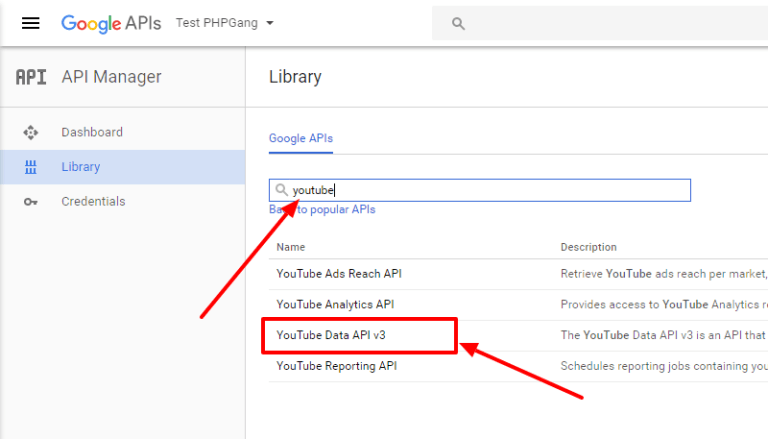 Google APIs Test PHPGang
API API Manager
Library
Dashboard
Library
Credentials
Google APIs
youtube
to popular APIs
Name Description
YouTube Ads Reach API Retrieve YouTube ads reach per market,
YouTube Analytics API Provides access to YouTube Analytics r
YouTube Data API v3 The YouTube Data API v3 is an API that
YouTube Reporting API Schedules reporting jobs containing you